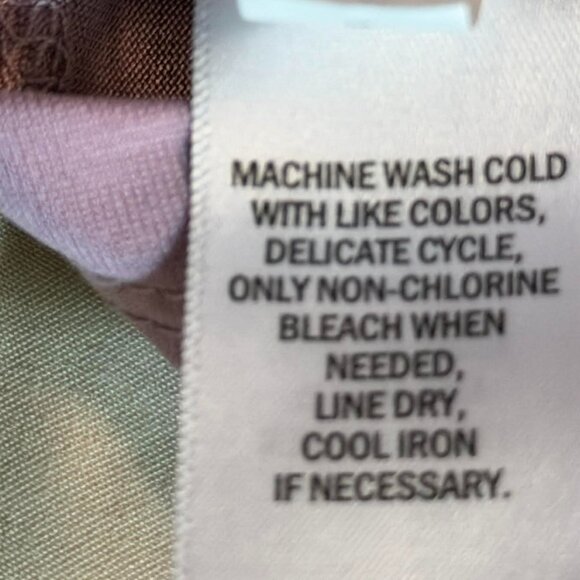 MACHINE WASH COLD
WITH LIKE COLORS,
DELICATE CYCLE,
ONLY NON-CHLORINE
BLEACH WHEN
NEEDED,
LINE DRY,
COOL IRON
IF NECESSARY.